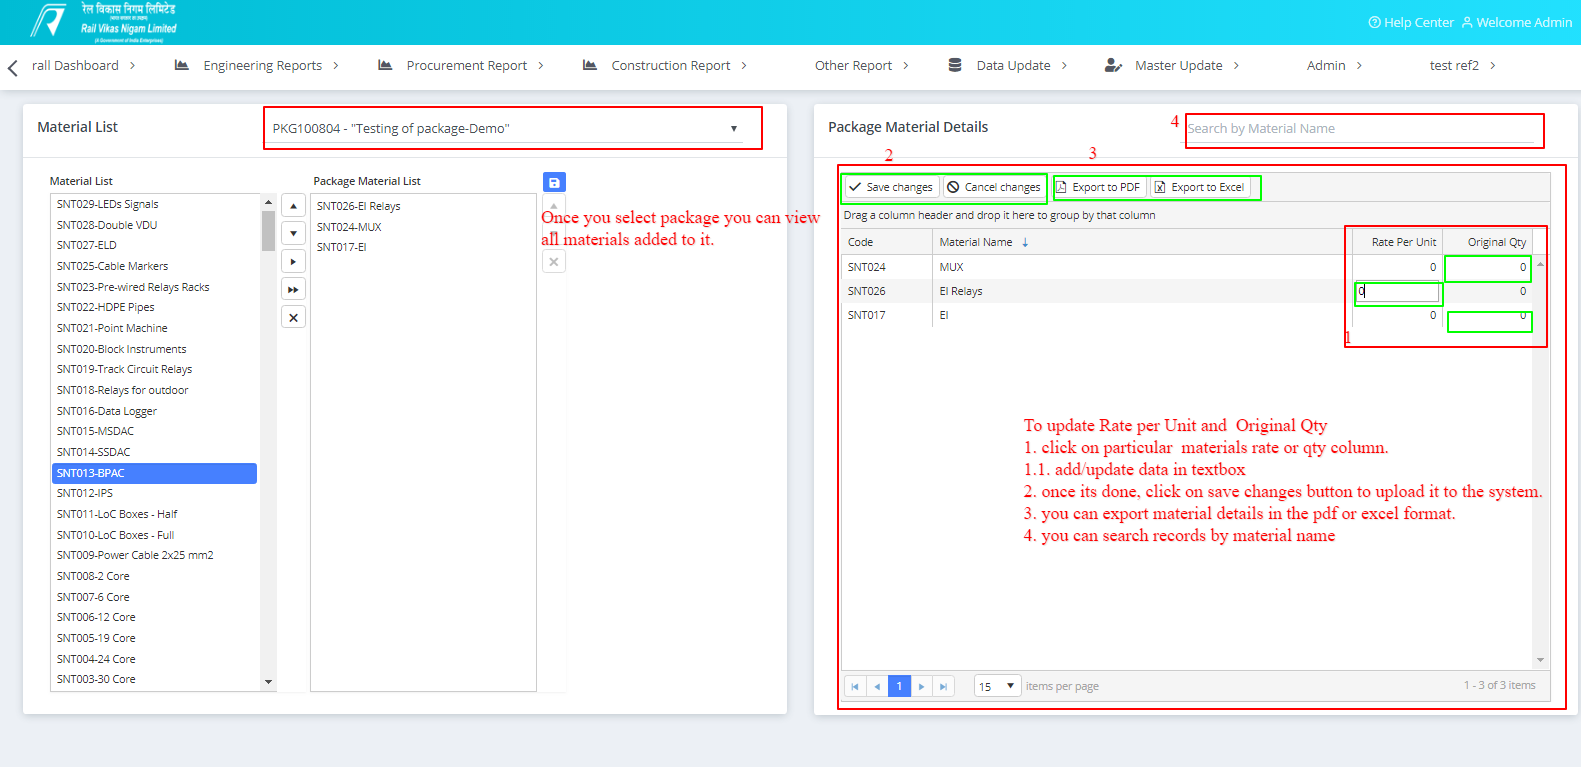 रेल विकास निगम लिमिटेड
(भारत सरकार का उपक्रम)
Rail Vikas Nigam Limited
(A Government of India Enterprise)
Help Center Welcome Admin
rall Dashboard Engineering Reports Procurement Report Construction Report Other Report Data Update Master Update Admin test ref2
Material List
PKG100804 - "Testing of package-Demo"
Material List
SNT029-LEDs Signals
SNT028-Double VDU
SNT027-ELD
SNT025-Cable Markers
SNT023-Pre-wired Relays Racks
SNT022-HDPE Pipes
SNT021-Point Machine
SNT020-Block Instruments
SNT019-Track Circuit Relays
SNT018-Relays for outdoor
SNT016-Data Logger
SNT015-MSDAC
SNT014-SSDAC
SNT013-BPAC
SNT012-IPS
SNT011-LoC Boxes - Half
SNT010-LoC Boxes - Full
SNT009-Power Cable 2x25 mm2
SNT008-2 Core
SNT007-6 Core
SNT006-12 Core
SNT005-19 Core
SNT004-24 Core
SNT003-30 Core
Package Material List
SNT026-EI Relays
SNT024-MUX
SNT017-EI
Once you select package you can view
all materials added to it.
Package Material Details
4 Search by Material Name
2 3
Save changes Cancel changes Export to PDF Export to Excel
Drag a column header and drop it here to group by that column
Code Material Name Rate Per Unit Original Qty
SNT024 MUX 0 0
SNT026 EI Relays 0 0
SNT017 EI 0 0
1
To update Rate per Unit and Original Qty
1. click on particular materials rate or qty column.
1.1. add/update data in textbox
2. once its done, click on save changes button to upload it to the system.
3. you can export material details in the pdf or excel format.
4. you can search records by material name
1 15 items per page 1 - 3 of 3 items